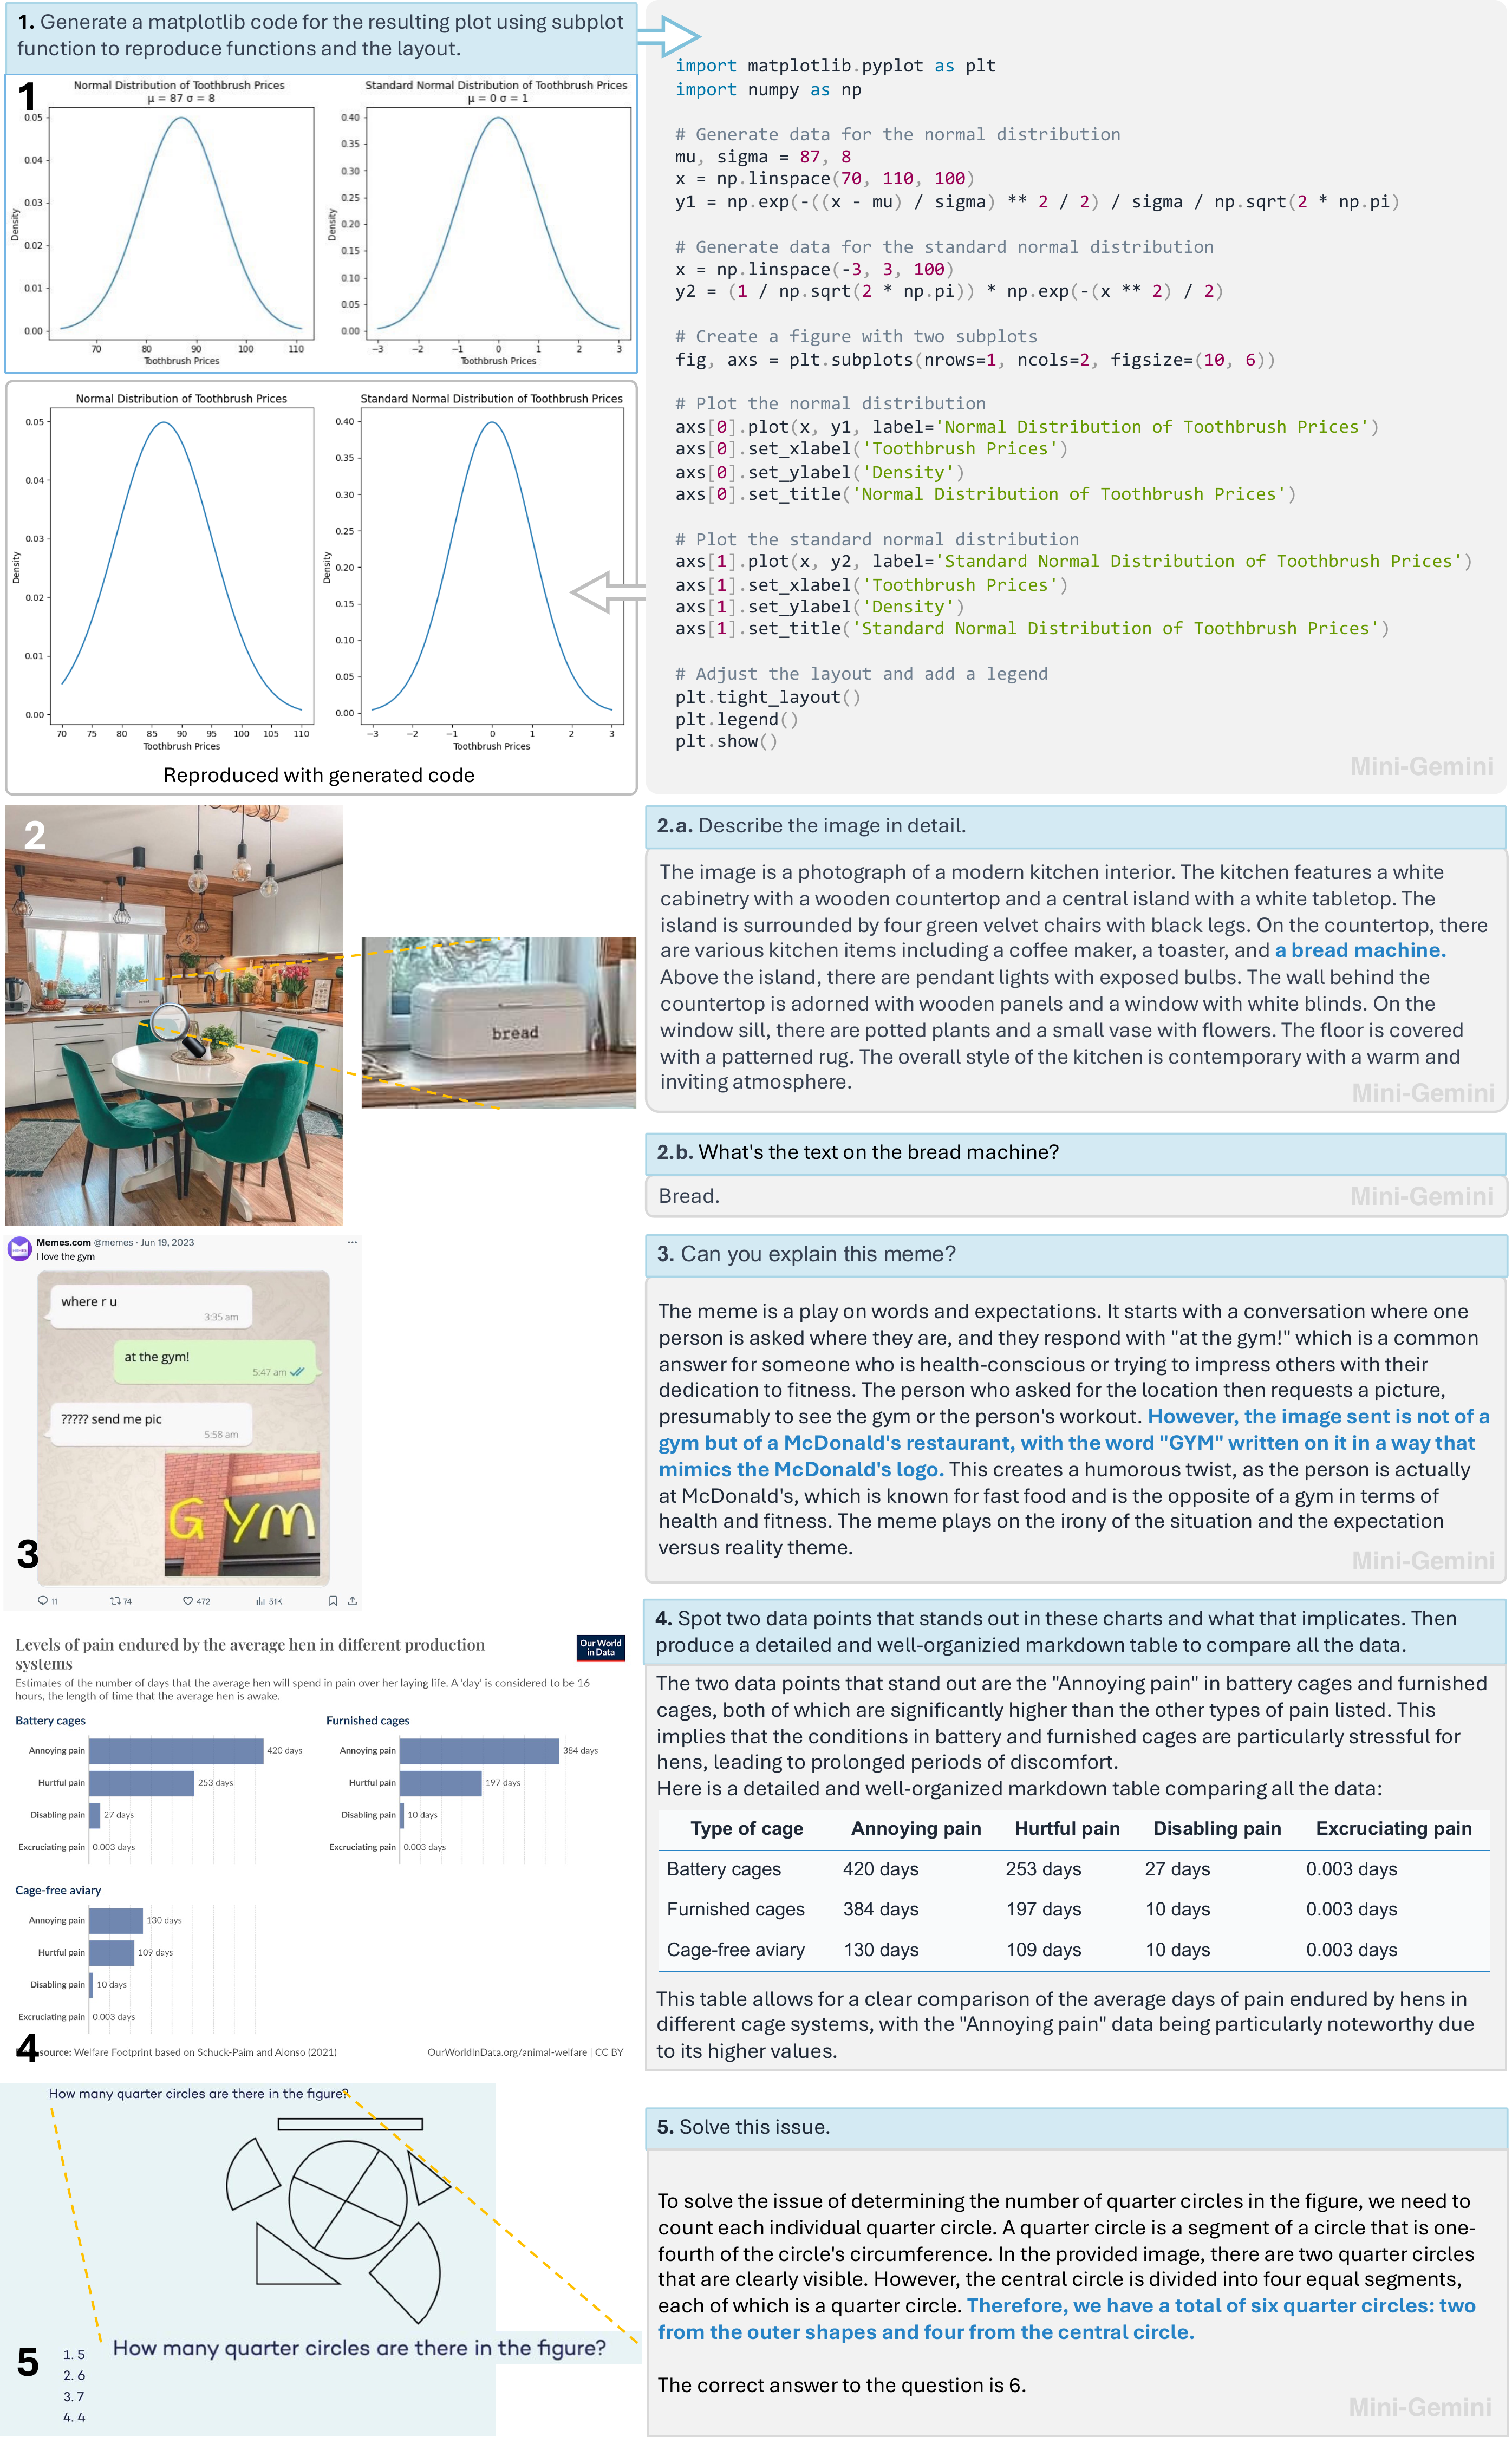 1. Generate a matplotlib code for the resulting plot using subplot
function to reproduce functions and the layout.
1
Normal Distribution of Toothbrush Prices
μ = 87 σ = 8
0.05
0.04
0.03
0.02
0.01
0.00
Density
70 80 90 100 110
Toothbrush Prices
Standard Normal Distribution of Toothbrush Prices
μ = 0 σ = 1
0.40
0.35
0.30
0.25
0.20
0.15
0.10
0.05
0.00
Density
−3 −2 −1 0 1 2 3
Toothbrush Prices
Normal Distribution of Toothbrush Prices
0.05
0.04
0.03
0.02
0.01
0.00
Density
70 75 80 85 90 95 100 105 110
Toothbrush Prices
Standard Normal Distribution of Toothbrush Prices
0.40
0.35
0.30
0.25
0.20
0.15
0.10
0.05
0.00
Density
−3 −2 −1 0 1 2 3
Toothbrush Prices
Reproduced with generated code
import matplotlib.pyplot as plt
import numpy as np
# Generate data for the normal distribution
mu, sigma = 87, 8
x = np.linspace(70, 110, 100)
y1 = np.exp(-((x - mu) / sigma) ** 2 / 2) / sigma / np.sqrt(2 * np.pi)
# Generate data for the standard normal distribution
x = np.linspace(-3, 3, 100)
y2 = (1 / np.sqrt(2 * np.pi)) * np.exp(-(x ** 2) / 2)
# Create a figure with two subplots
fig, axs = plt.subplots(nrows=1, ncols=2, figsize=(10, 6))
# Plot the normal distribution
axs[0].plot(x, y1, label='Normal Distribution of Toothbrush Prices')
axs[0].set_xlabel('Toothbrush Prices')
axs[0].set_ylabel('Density')
axs[0].set_title('Normal Distribution of Toothbrush Prices')
# Plot the standard normal distribution
axs[1].plot(x, y2, label='Standard Normal Distribution of Toothbrush Prices')
axs[1].set_xlabel('Toothbrush Prices')
axs[1].set_ylabel('Density')
axs[1].set_title('Standard Normal Distribution of Toothbrush Prices')
# Adjust the layout and add a legend
plt.tight_layout()
plt.legend()
plt.show()
Mini-Gemini
2
bread
2.a. Describe the image in detail.
The image is a photograph of a modern kitchen interior. The kitchen features a white
cabinetry with a wooden countertop and a central island with a white tabletop. The
island is surrounded by four green velvet chairs with black legs. On the countertop, there
are various kitchen items including a coffee maker, a toaster, and a bread machine.
Above the island, there are pendant lights with exposed bulbs. The wall behind the
countertop is adorned with wooden panels and a window with white blinds. On the
window sill, there are potted plants and a small vase with flowers. The floor is covered
with a patterned rug. The overall style of the kitchen is contemporary with a warm and
inviting atmosphere.
Mini-Gemini
2.b. What's the text on the bread machine?
Bread.
Mini-Gemini
Memes.com @memes · Jun 19, 2023
I love the gym
where r u
3:35 am
at the gym!
5:47 am
????? send me pic
5:58 am
GYM
3
11 74 472 51K
3. Can you explain this meme?
The meme is a play on words and expectations. It starts with a conversation where one
person is asked where they are, and they respond with "at the gym!" which is a common
answer for someone who is health-conscious or trying to impress others with their
dedication to fitness. The person who asked for the location then requests a picture,
presumably to see the gym or the person's workout. However, the image sent is not of a
gym but of a McDonald's restaurant, with the word "GYM" written on it in a way that
mimics the McDonald's logo. This creates a humorous twist, as the person is actually
at McDonald's, which is known for fast food and is the opposite of a gym in terms of
health and fitness. The meme plays on the irony of the situation and the expectation
versus reality theme.
Mini-Gemini
Levels of pain endured by the average hen in different production
systems
Our World
in Data
Estimates of the number of days that the average hen will spend in pain over her laying life. A 'day' is considered to be 16
hours, the length of time that the average hen is awake.
Battery cages
Annoying pain 420 days
Hurtful pain 253 days
Disabling pain 27 days
Excruciating pain 0.003 days
Furnished cages
Annoying pain 384 days
Hurtful pain 197 days
Disabling pain 10 days
Excruciating pain 0.003 days
Cage-free aviary
Annoying pain 130 days
Hurtful pain 109 days
Disabling pain 10 days
Excruciating pain 0.003 days
4
source: Welfare Footprint based on Schuck-Paim and Alonso (2021)
OurWorldInData.org/animal-welfare | CC BY
4. Spot two data points that stands out in these charts and what that implicates. Then
produce a detailed and well-organizied markdown table to compare all the data.
The two data points that stand out are the "Annoying pain" in battery cages and furnished
cages, both of which are significantly higher than the other types of pain listed. This
implies that the conditions in battery and furnished cages are particularly stressful for
hens, leading to prolonged periods of discomfort.
Here is a detailed and well-organized markdown table comparing all the data:
Type of cage Annoying pain Hurtful pain Disabling pain Excruciating pain
Battery cages 420 days 253 days 27 days 0.003 days
Furnished cages 384 days 197 days 10 days 0.003 days
Cage-free aviary 130 days 109 days 10 days 0.003 days
This table allows for a clear comparison of the average days of pain endured by hens in
different cage systems, with the "Annoying pain" data being particularly noteworthy due
to its higher values.
How many quarter circles are there in the figure?
How many quarter circles are there in the figure?
5
1. 5
2. 6
3. 7
4. 4
5. Solve this issue.
To solve the issue of determining the number of quarter circles in the figure, we need to
count each individual quarter circle. A quarter circle is a segment of a circle that is one-
fourth of the circle's circumference. In the provided image, there are two quarter circles
that are clearly visible. However, the central circle is divided into four equal segments,
each of which is a quarter circle. Therefore, we have a total of six quarter circles: two
from the outer shapes and four from the central circle.
The correct answer to the question is 6.
Mini-Gemini